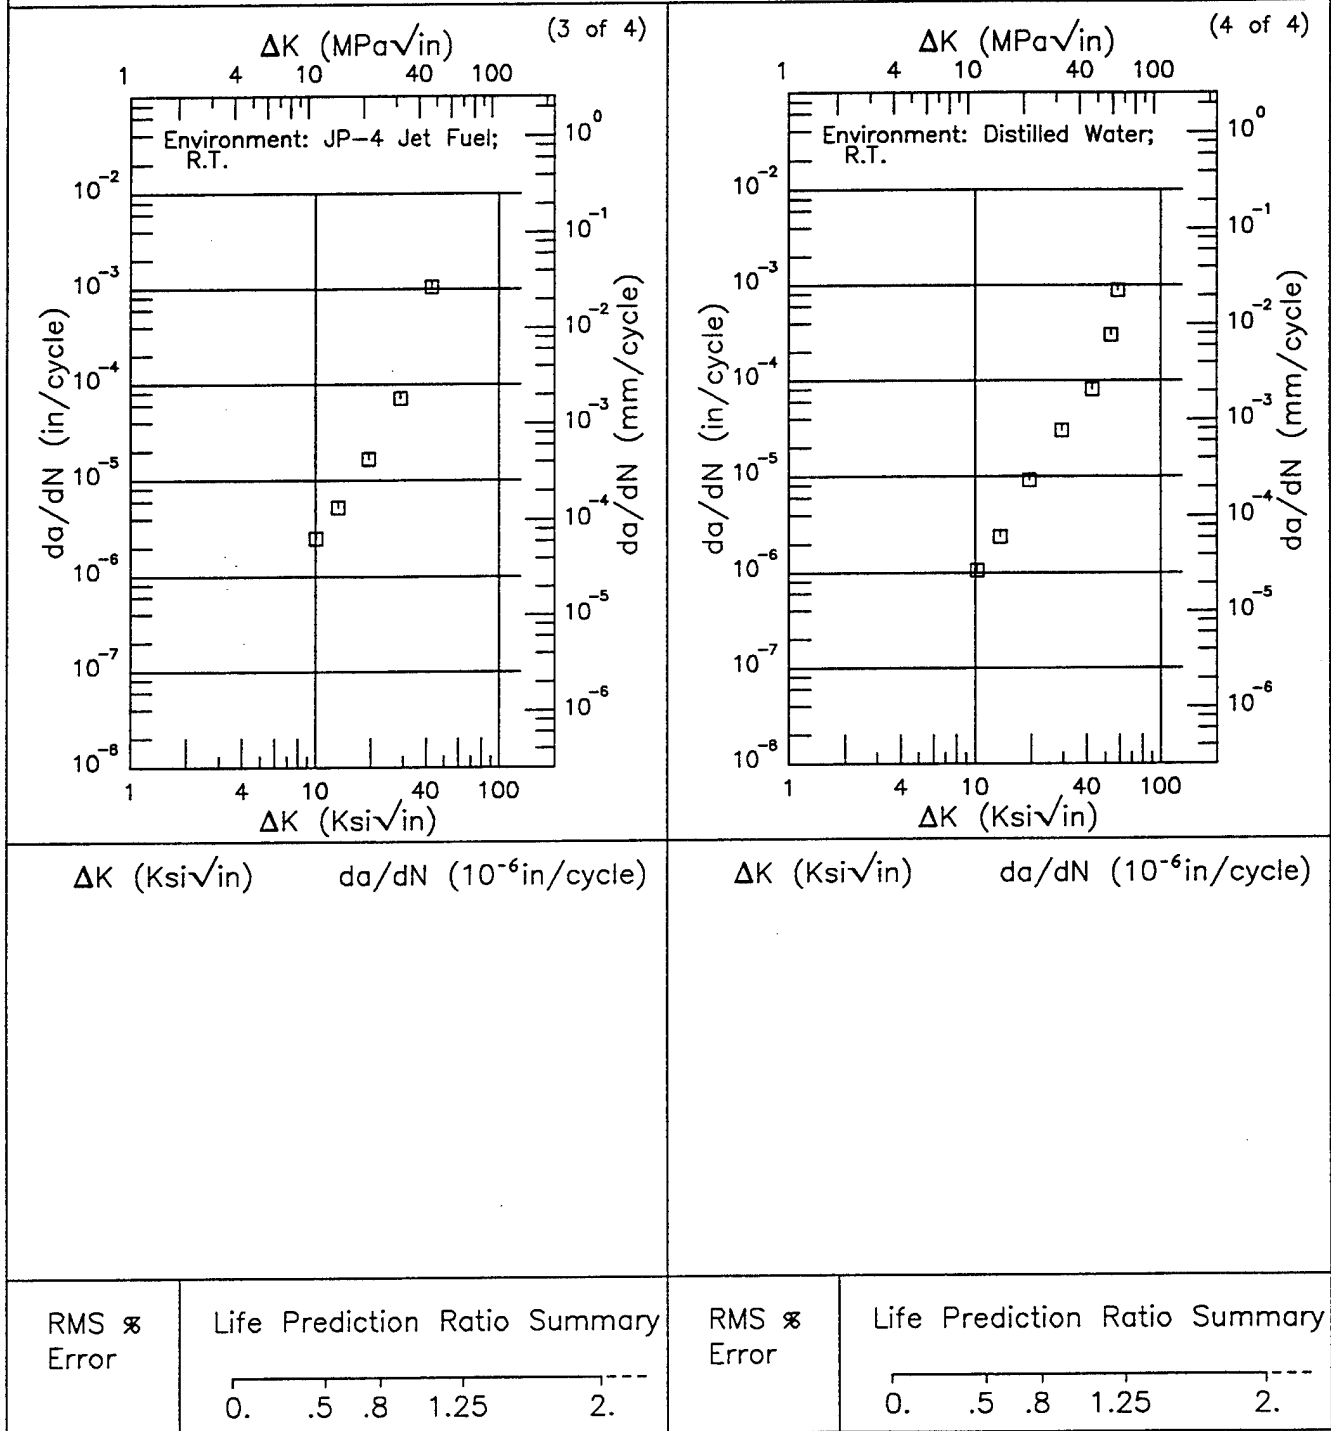 (3 of 4)
ΔK (MPa√in)
1 4 10 40 100
Environment: JP-4 Jet Fuel;
R.T.
da/dN (in/cycle)
10⁻²
10⁻³
10⁻⁴
10⁻⁵
10⁻⁶
10⁻⁷
10⁻⁸
10⁰
10⁻¹
10⁻²
10⁻³
10⁻⁴
10⁻⁵
10⁻⁶
da/dN (mm/cycle)
1 4 10 40 100
ΔK (Ksi√in)
ΔK (Ksi√in) da/dN (10⁻⁶in/cycle)
RMS %
Error
Life Prediction Ratio Summary
0. .5 .8 1.25 2.
(4 of 4)
ΔK (MPa√in)
1 4 10 40 100
Environment: Distilled Water;
R.T.
da/dN (in/cycle)
10⁻²
10⁻³
10⁻⁴
10⁻⁵
10⁻⁶
10⁻⁷
10⁻⁸
10⁰
10⁻¹
10⁻²
10⁻³
10⁻⁴
10⁻⁵
10⁻⁶
da/dN (mm/cycle)
1 4 10 40 100
ΔK (Ksi√in)
ΔK (Ksi√in) da/dN (10⁻⁶in/cycle)
RMS %
Error
Life Prediction Ratio Summary
0. .5 .8 1.25 2.